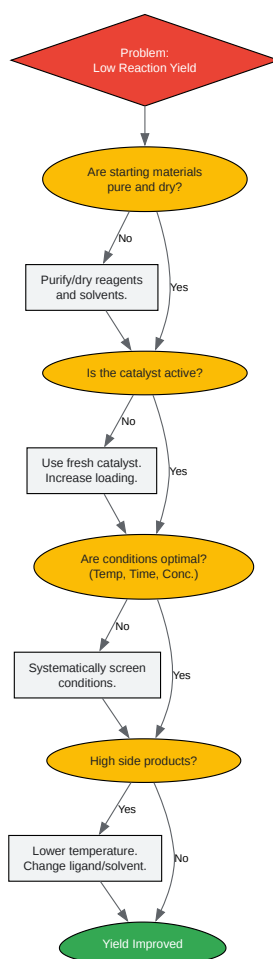 Problem:
Low Reaction Yield
Are starting materials
pure and dry?
No
Purify/dry reagents
and solvents.
Yes
Is the catalyst active?
No
Use fresh catalyst.
Increase loading.
Yes
Are conditions optimal?
(Temp, Time, Conc.)
No
Systematically screen
conditions.
Yes
High side products?
Yes
Lower temperature.
Change ligand/solvent.
No
Yield Improved